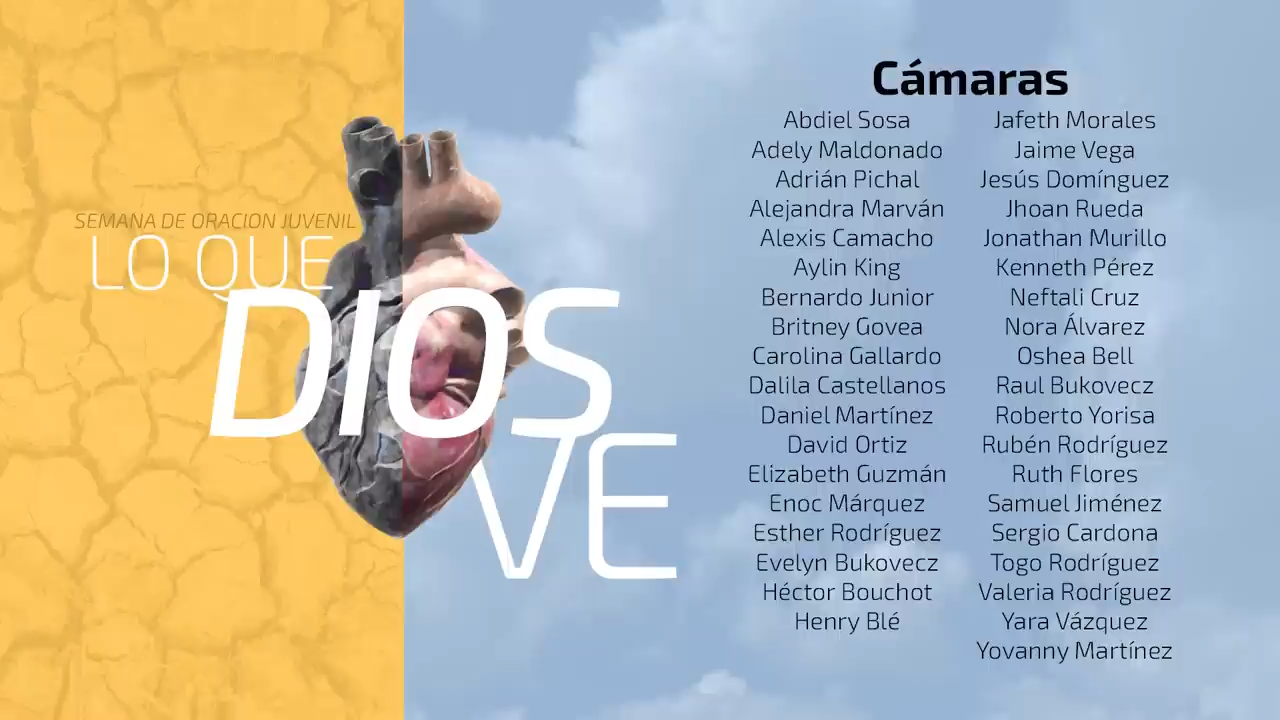 SEMANA DE ORACION JUVENIL
LO QUE
DIOS
VE
Cámaras
Abdiel Sosa
Adely Maldonado
Adrián Pichal
Alejandra Marván
Alexis Camacho
Aylin King
Bernardo Junior
Britney Govea
Carolina Gallardo
Dalila Castellanos
Daniel Martínez
David Ortiz
Elizabeth Guzmán
Enoc Márquez
Esther Rodríguez
Evelyn Bukovecz
Héctor Bouchot
Henry Blé
Jafeth Morales
Jaime Vega
Jesús Domínguez
Jhoan Rueda
Jonathan Murillo
Kenneth Pérez
Neftali Cruz
Nora Álvarez
Oshea Bell
Raul Bukovecz
Roberto Yorisa
Rubén Rodríguez
Ruth Flores
Samuel Jiménez
Sergio Cardona
Togo Rodríguez
Valeria Rodríguez
Yara Vázquez
Yovanny Martínez